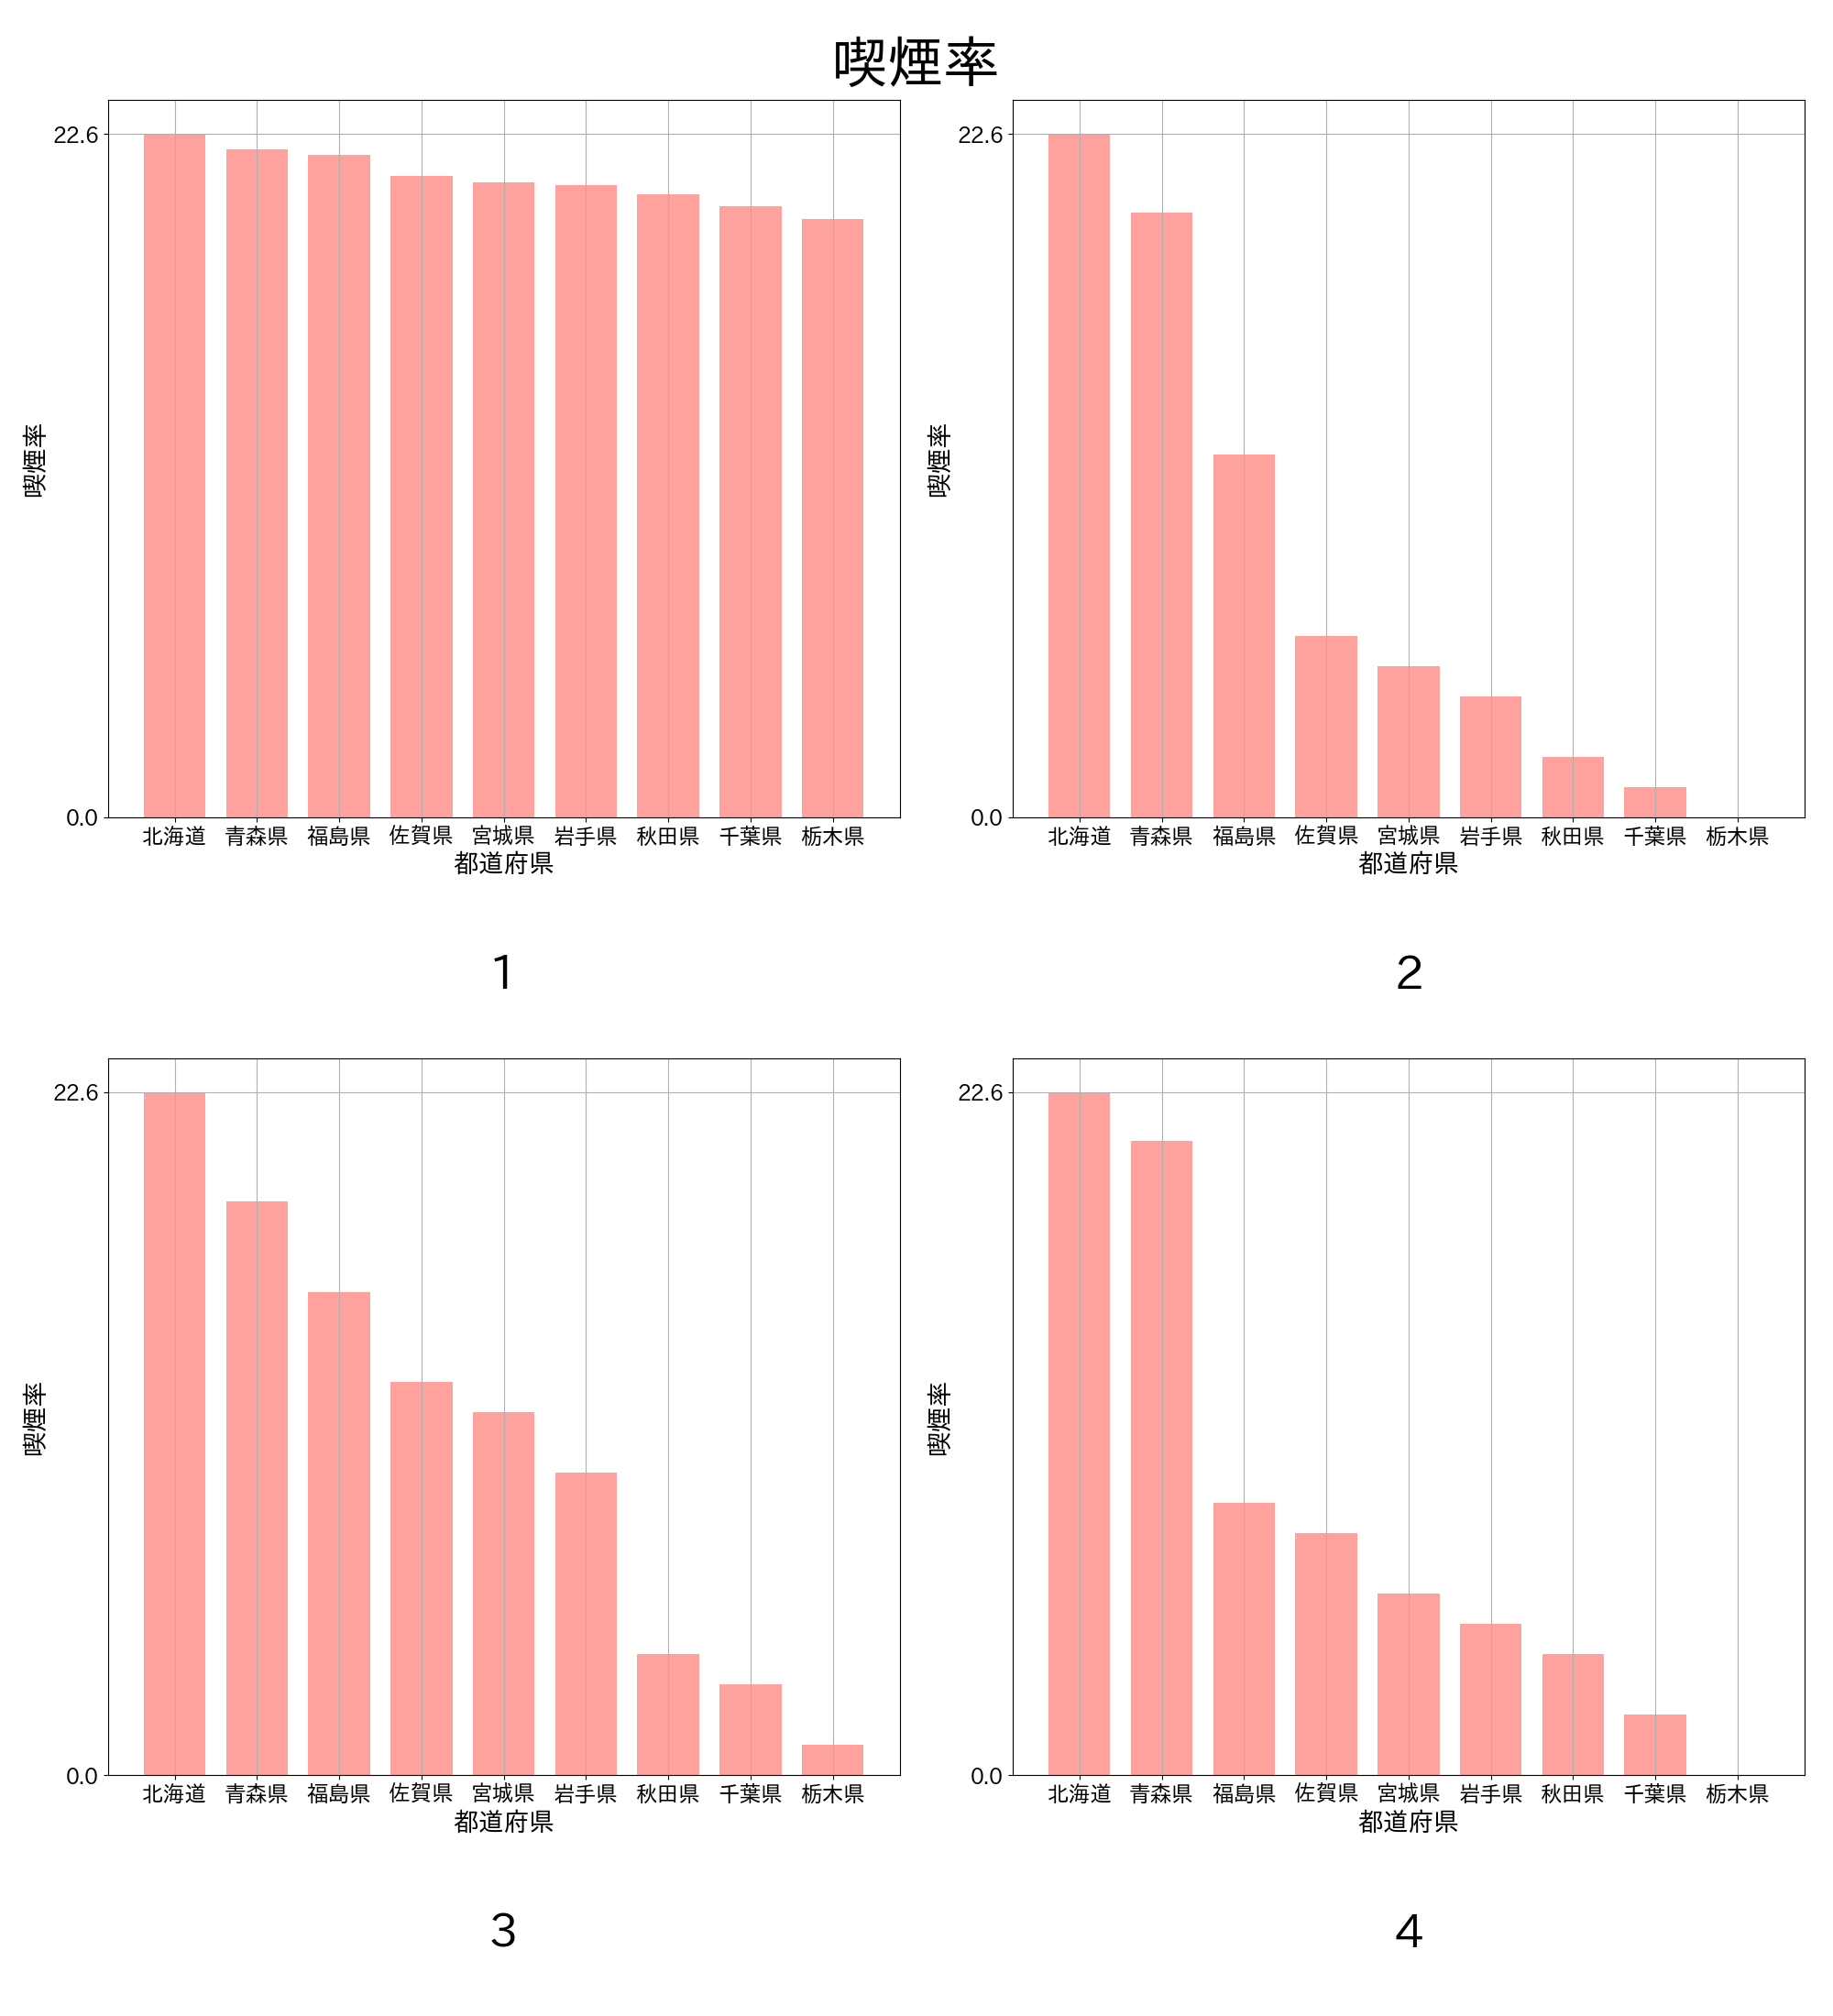 喫煙率
22.6
0.0
喫煙率
北海道 青森県 福島県 佐賀県 宮城県 岩手県 秋田県 千葉県 栃木県
都道府県
1
22.6
0.0
喫煙率
北海道 青森県 福島県 佐賀県 宮城県 岩手県 秋田県 千葉県 栃木県
都道府県
2
22.6
0.0
喫煙率
北海道 青森県 福島県 佐賀県 宮城県 岩手県 秋田県 千葉県 栃木県
都道府県
3
22.6
0.0
喫煙率
北海道 青森県 福島県 佐賀県 宮城県 岩手県 秋田県 千葉県 栃木県
都道府県
4